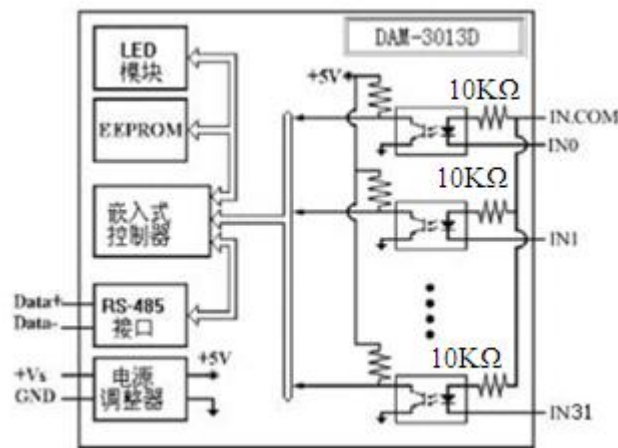 DAM-3013D
LED
模块
EEPROM
嵌入式
控制器
RS-485
接口
电源
调整器
Data+
Data-
+Vs
GND
+5V
+5V
10KΩ
IN.COM
IN0
10KΩ
IN1
10KΩ
IN31